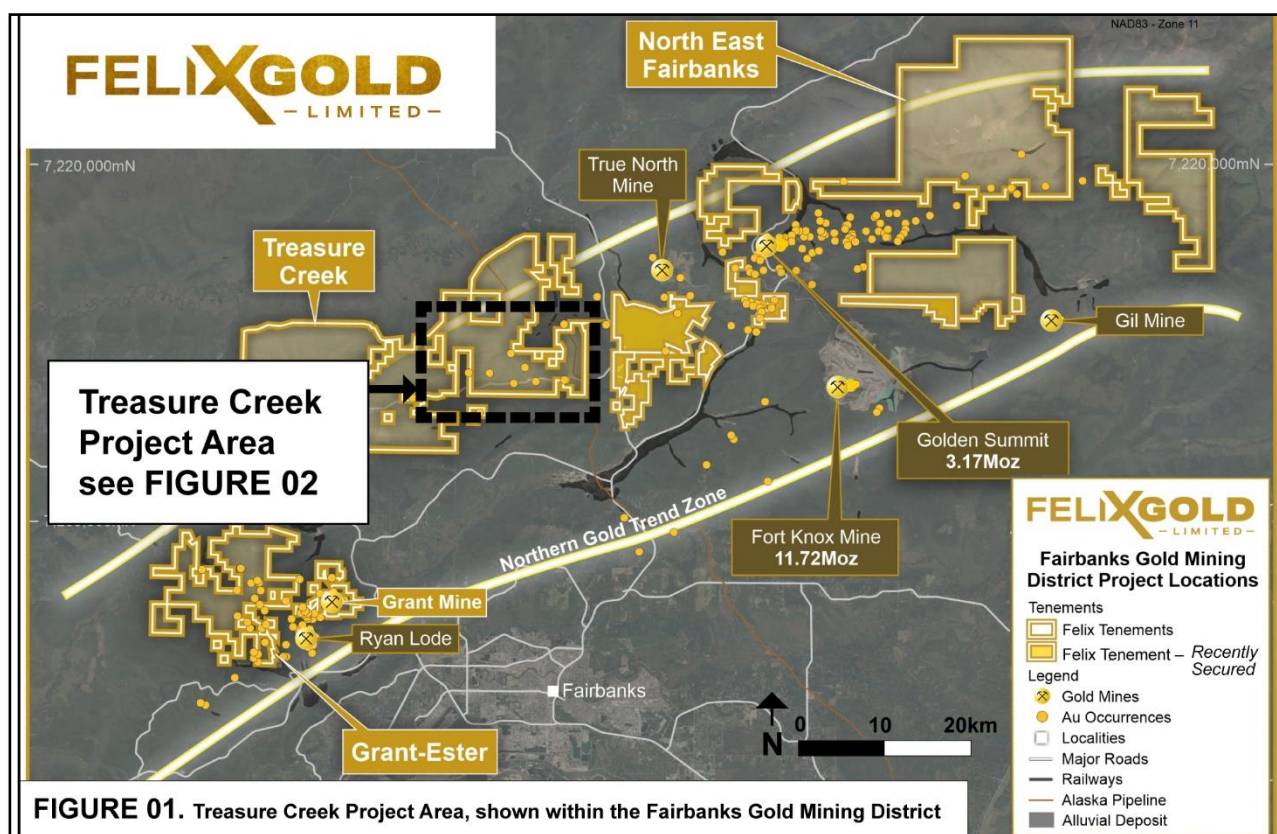 FELIXGOLD
– LIMITED –
NAD83 - Zone 11
North East
Fairbanks
7,220,000mN
7,220,000mN
True North
Mine
Treasure
Creek
Gil Mine
Treasure Creek
Project Area
see FIGURE 02
Golden Summit
3.17Moz
Northern Gold Trend Zone
Fort Knox Mine
11.72Moz
Grant Mine
Ryan Lode
Fairbanks
Grant-Ester
N
0 10 20km
FELIXGOLD
– LIMITED –
Fairbanks Gold Mining
District Project Locations
Tenements
Felix Tenements
Felix Tenement – Recently
Secured
Legend
Gold Mines
Au Occurrences
Localities
Major Roads
Railways
Alaska Pipeline
Alluvial Deposit
FIGURE 01. Treasure Creek Project Area, shown within the Fairbanks Gold Mining District